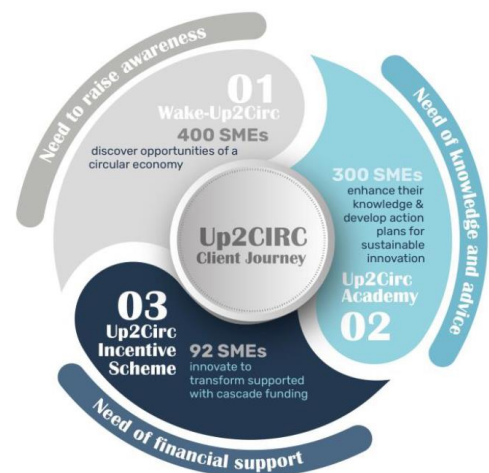 Need to raise awareness
01
Wake-Up2Circ
400 SMEs
discover opportunities of a
circular economy
Need of knowledge and advice
300 SMEs
enhance their
knowledge &
develop action
plans for
sustainable
innovation
Up2Circ
Academy
02
Up2CIRC
Client Journey
03
Up2Circ
Incentive
Scheme
92 SMEs
innovate to
transform supported
with cascade funding
Need of financial support